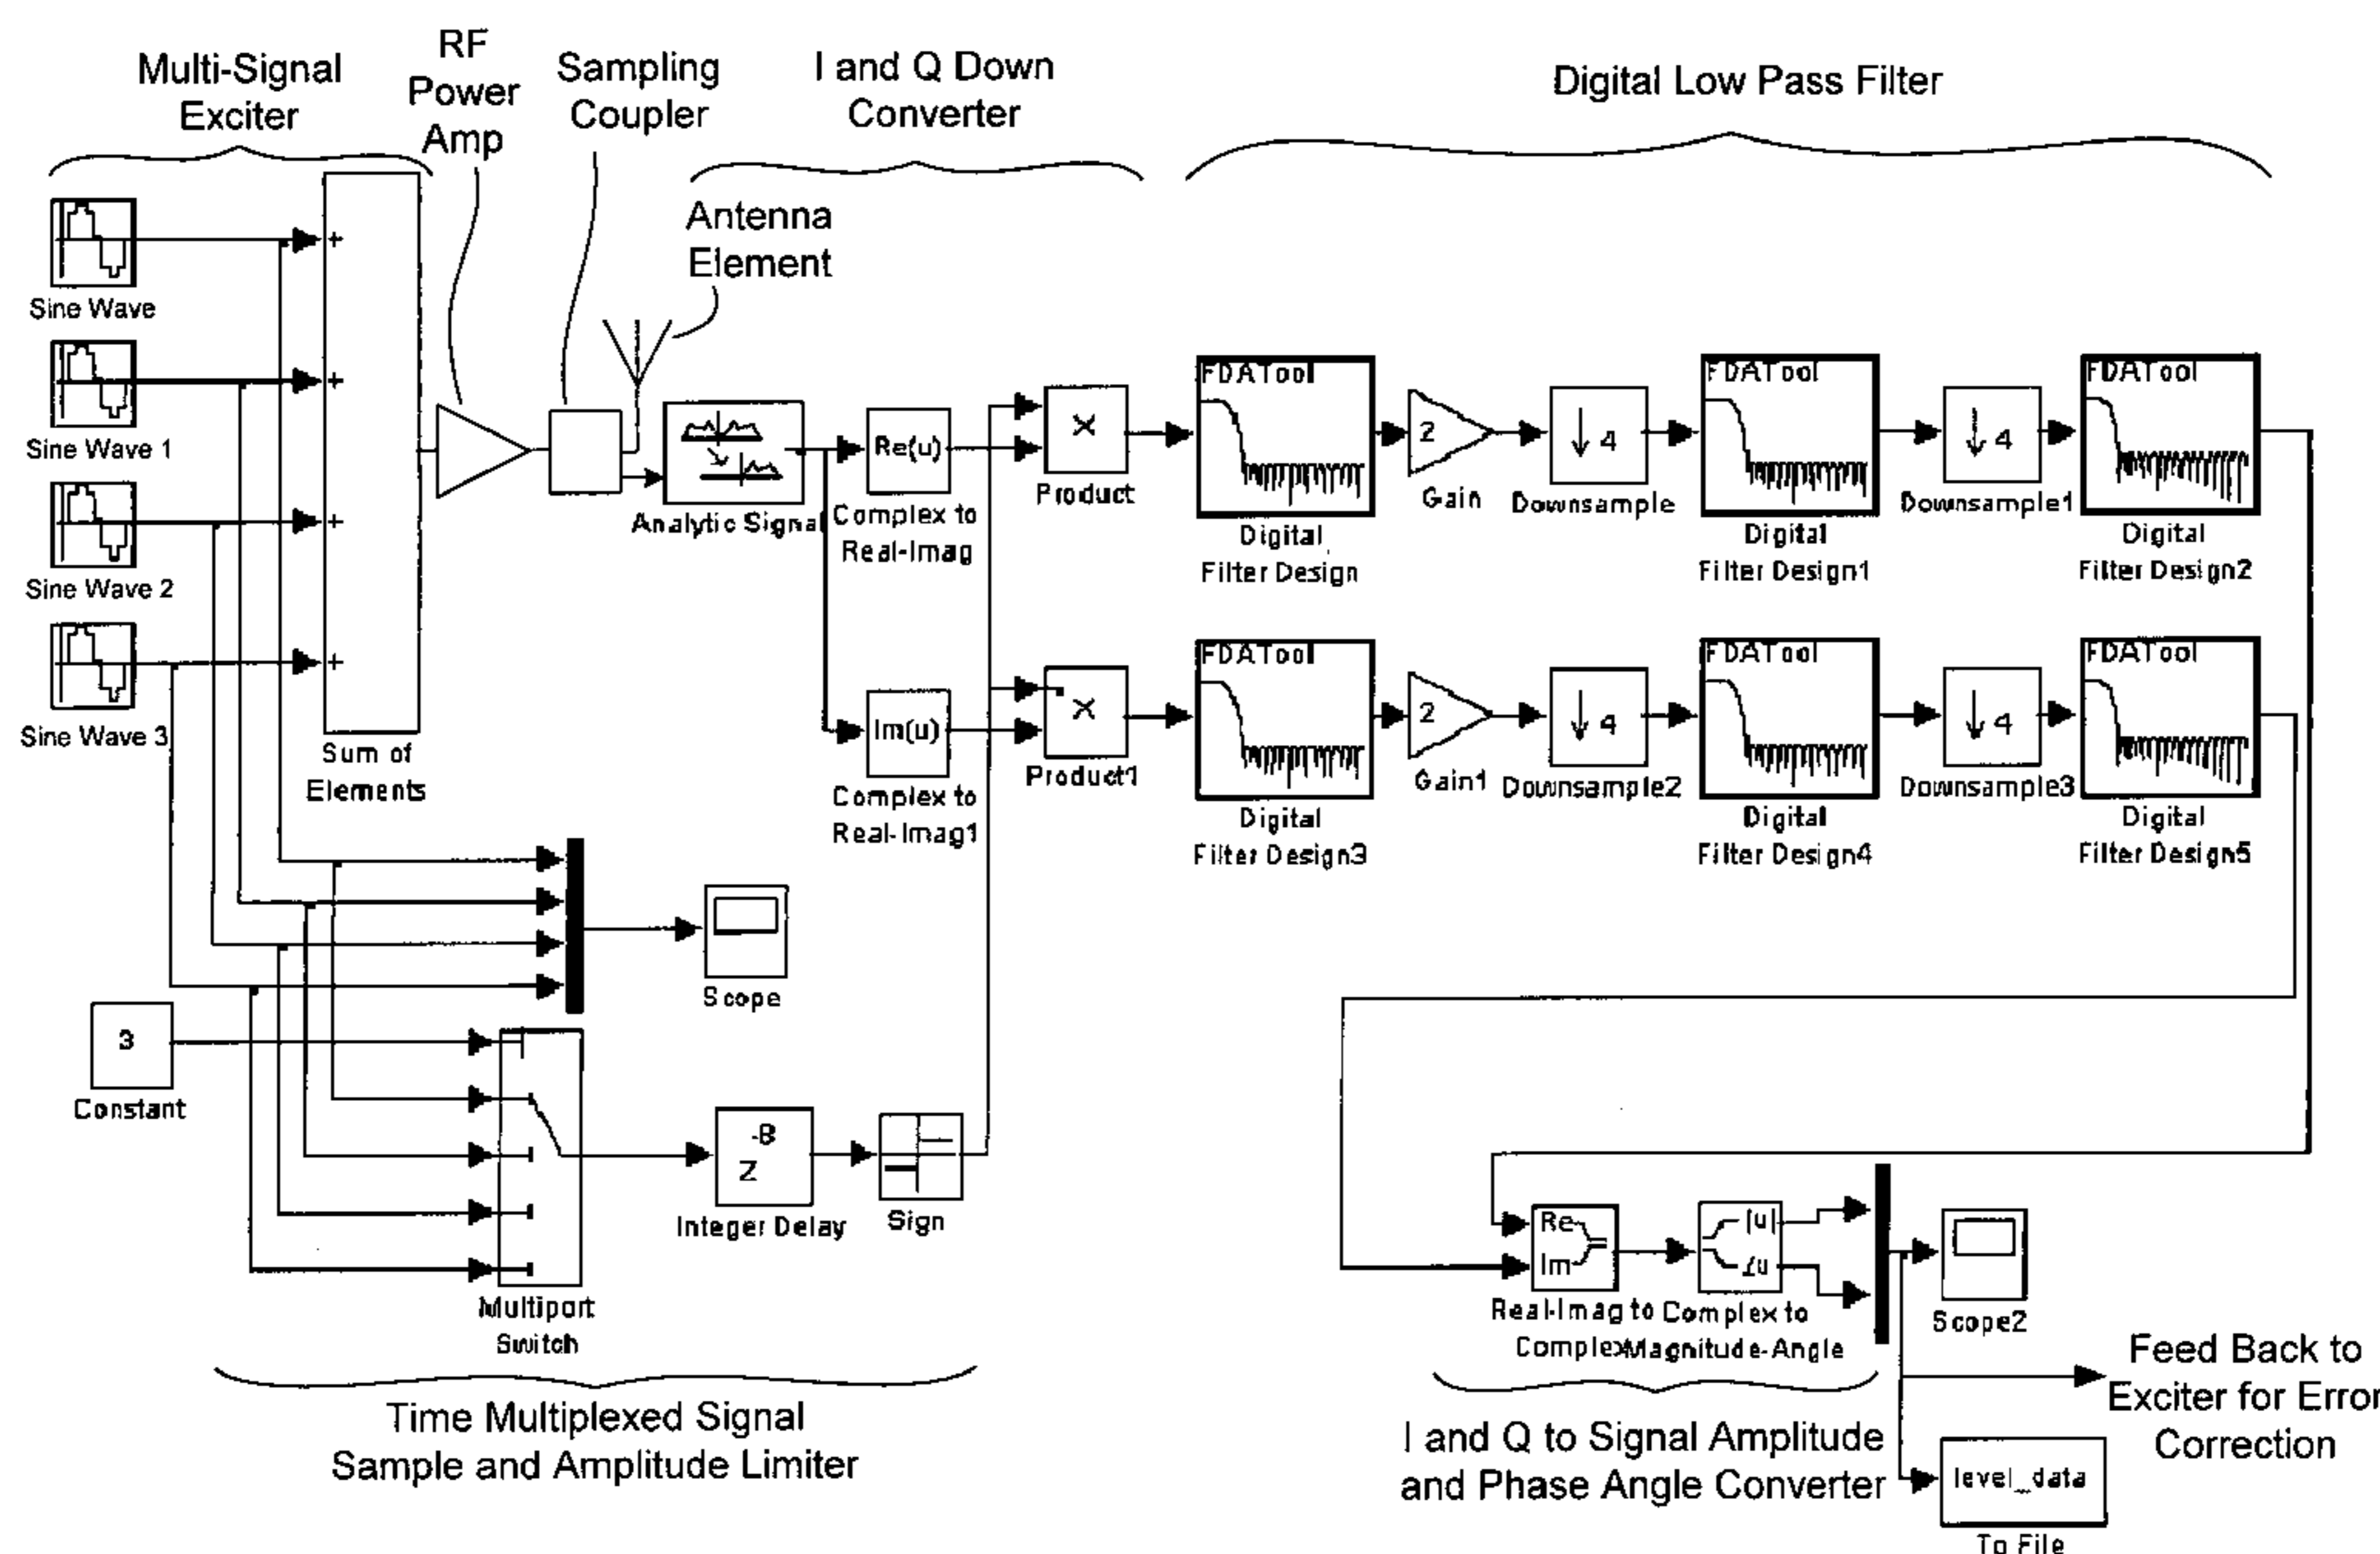 Multi-Signal
Exciter
RF
Power
Amp
Sampling
Coupler
I and Q Down
Converter
Digital Low Pass Filter
Antenna
Element
Sine Wave
Sine Wave 1
Sine Wave 2
Sine Wave 3
+
+
+
+
Sum of
Elements
Analytic Signal
Re(u)
Complex to
Real-Imag
Im(u)
Complex to
Real-Imag1
X
Product
X
Product1
FDATool
Digital
Filter Design
2
Gain
↓ 4
Downsample
FDATool
Digital
Filter Design1
↓ 4
Downsample1
FDATool
Digital
Filter Design2
FDATool
Digital
Filter Design3
2
Gain1
↓ 4
Downsample2
FDATool
Digital
Filter Design4
↓ 4
Downsample3
FDATool
Digital
Filter Design5
Scope
3
Constant
Multiport
Switch
-8
Z
Integer Delay
Sign
Time Multiplexed Signal
Sample and Amplitude Limiter
Re
Im
Real-Imag to
Complex
|u|
∠u
Complex to
Magnitude-Angle
Scope2
I and Q to Signal Amplitude
and Phase Angle Converter
Feed Back to
Exciter for Error
Correction
level_data
To File